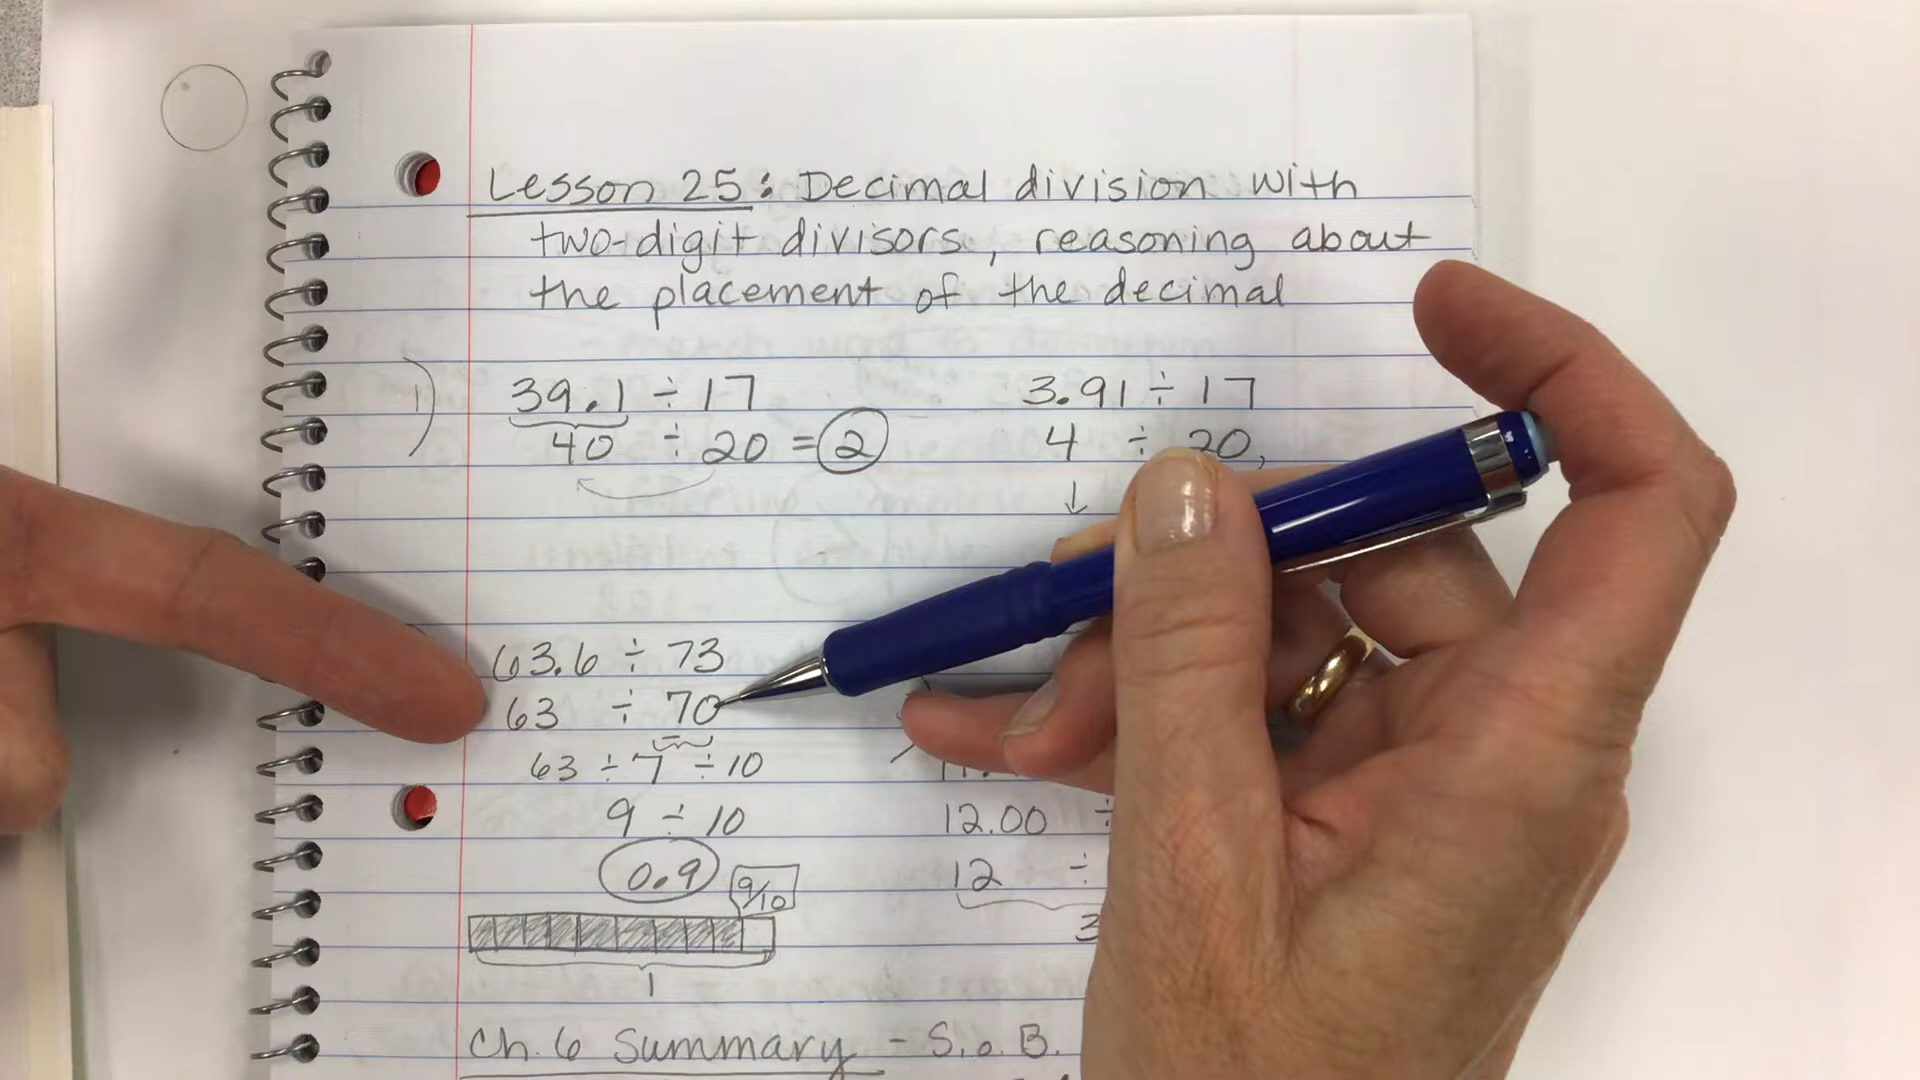 Lesson 25: Decimal division with
two-digit divisors, reasoning about
the placement of the decimal
1) 39.1 ÷ 17
40 ÷ 20 = 2
3.91 ÷ 17
4 ÷ 20
63.6 ÷ 73
63 ÷ 70
63 ÷ 7 ÷ 10
9 ÷ 10
0.9
9/10
1
12.00 ÷
12 ÷
3
Ch. 6 Summary - S.o.B.